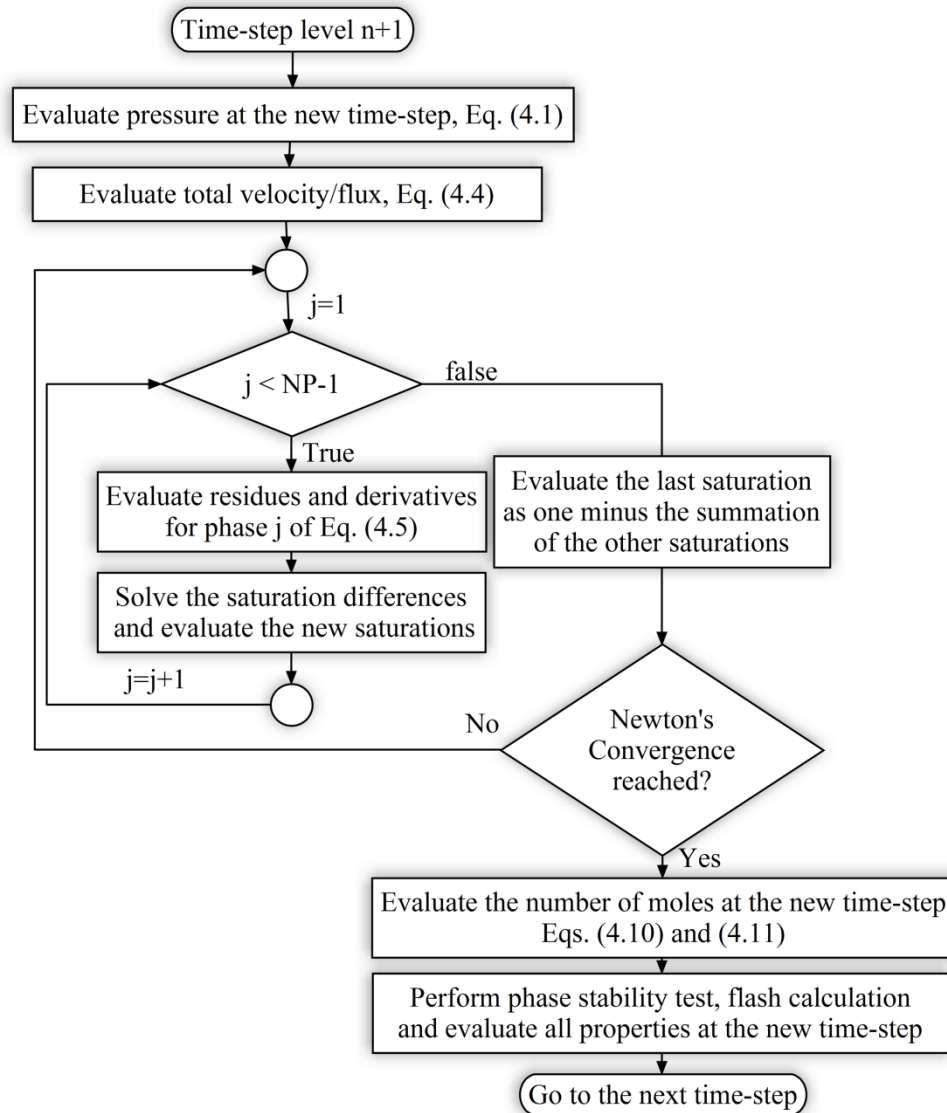 Time-step level n+1
Evaluate pressure at the new time-step, Eq. (4.1)
Evaluate total velocity/flux, Eq. (4.4)
j=1
j < NP-1
false
True
Evaluate residues and derivatives
for phase j of Eq. (4.5)
Evaluate the last saturation
as one minus the summation
of the other saturations
Solve the saturation differences
and evaluate the new saturations
j=j+1
No
Newton's
Convergence
reached?
Yes
Evaluate the number of moles at the new time-step
Eqs. (4.10) and (4.11)
Perform phase stability test, flash calculation
and evaluate all properties at the new time-step
Go to the next time-step